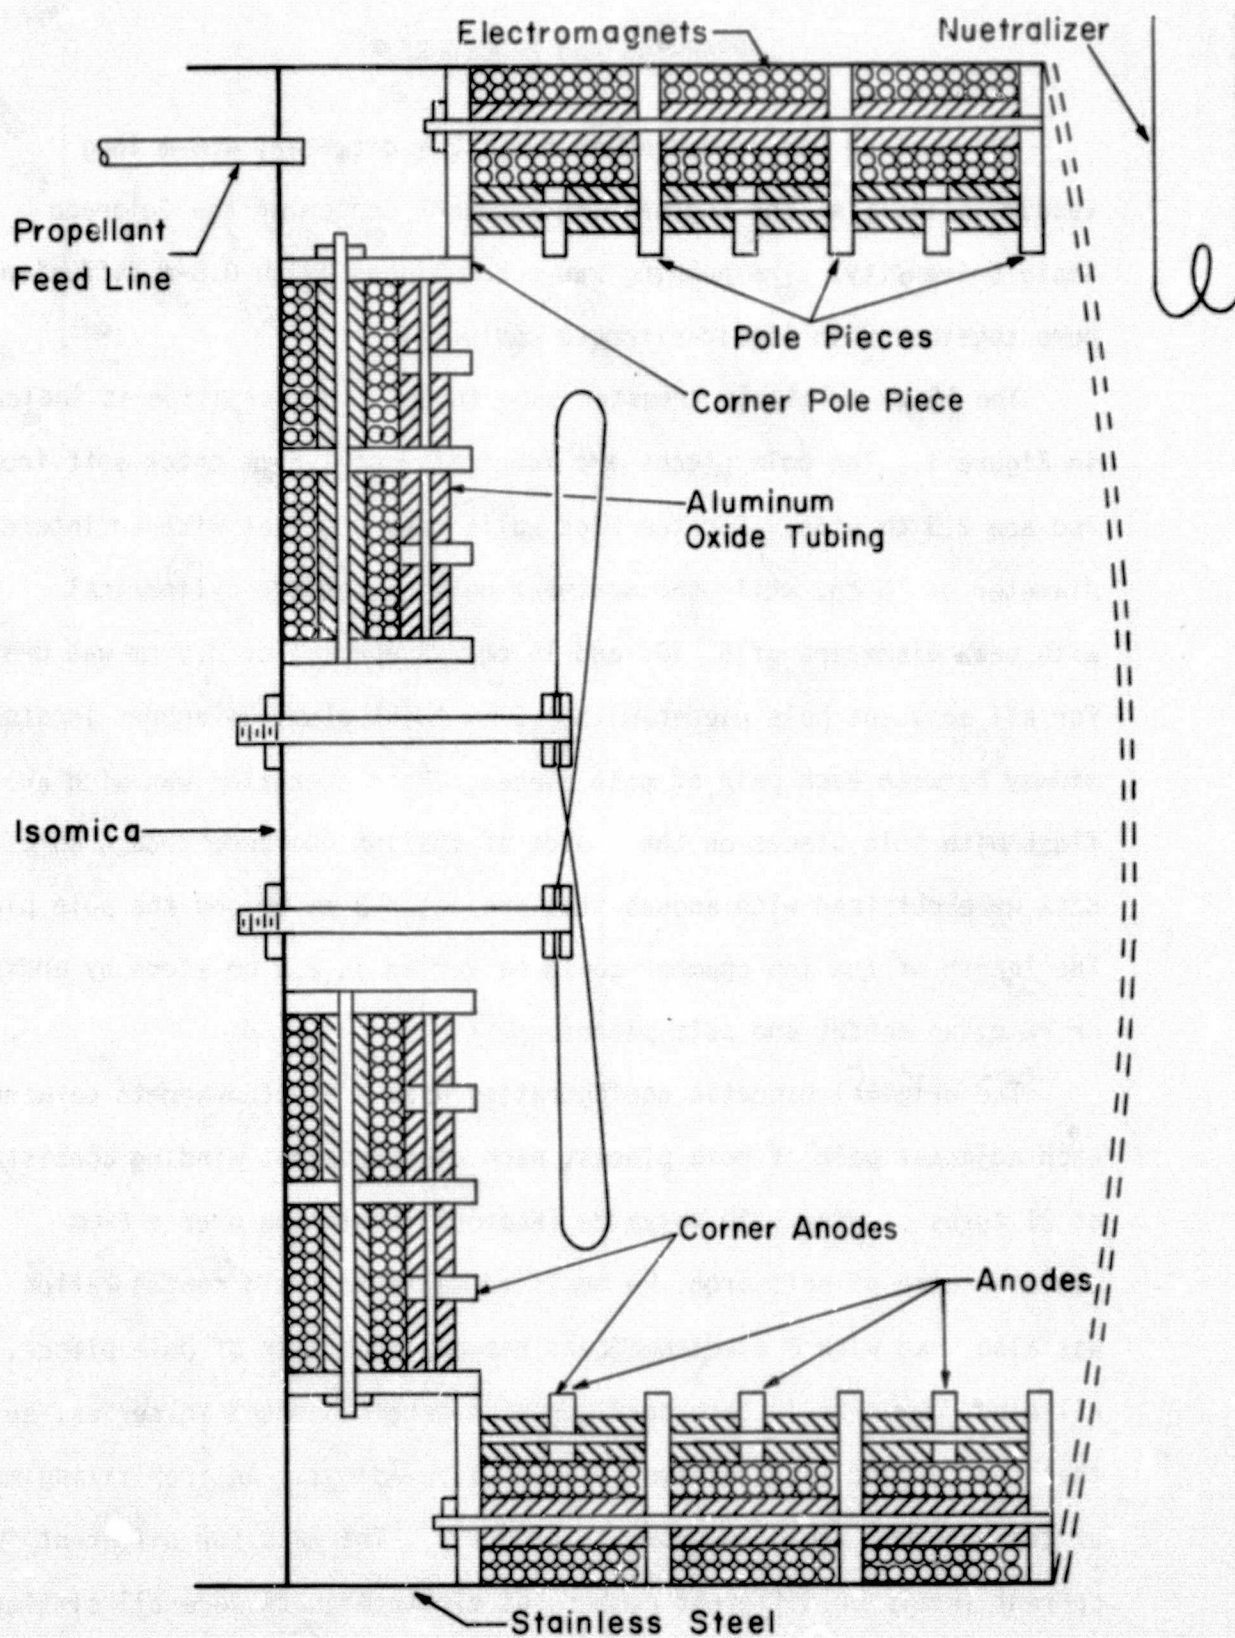 Electromagnets
Nuetralizer
Propellant
Feed Line
Pole Pieces
Corner Pole Piece
Aluminum
Oxide Tubing
Isomica
Corner Anodes
Anodes
Stainless Steel